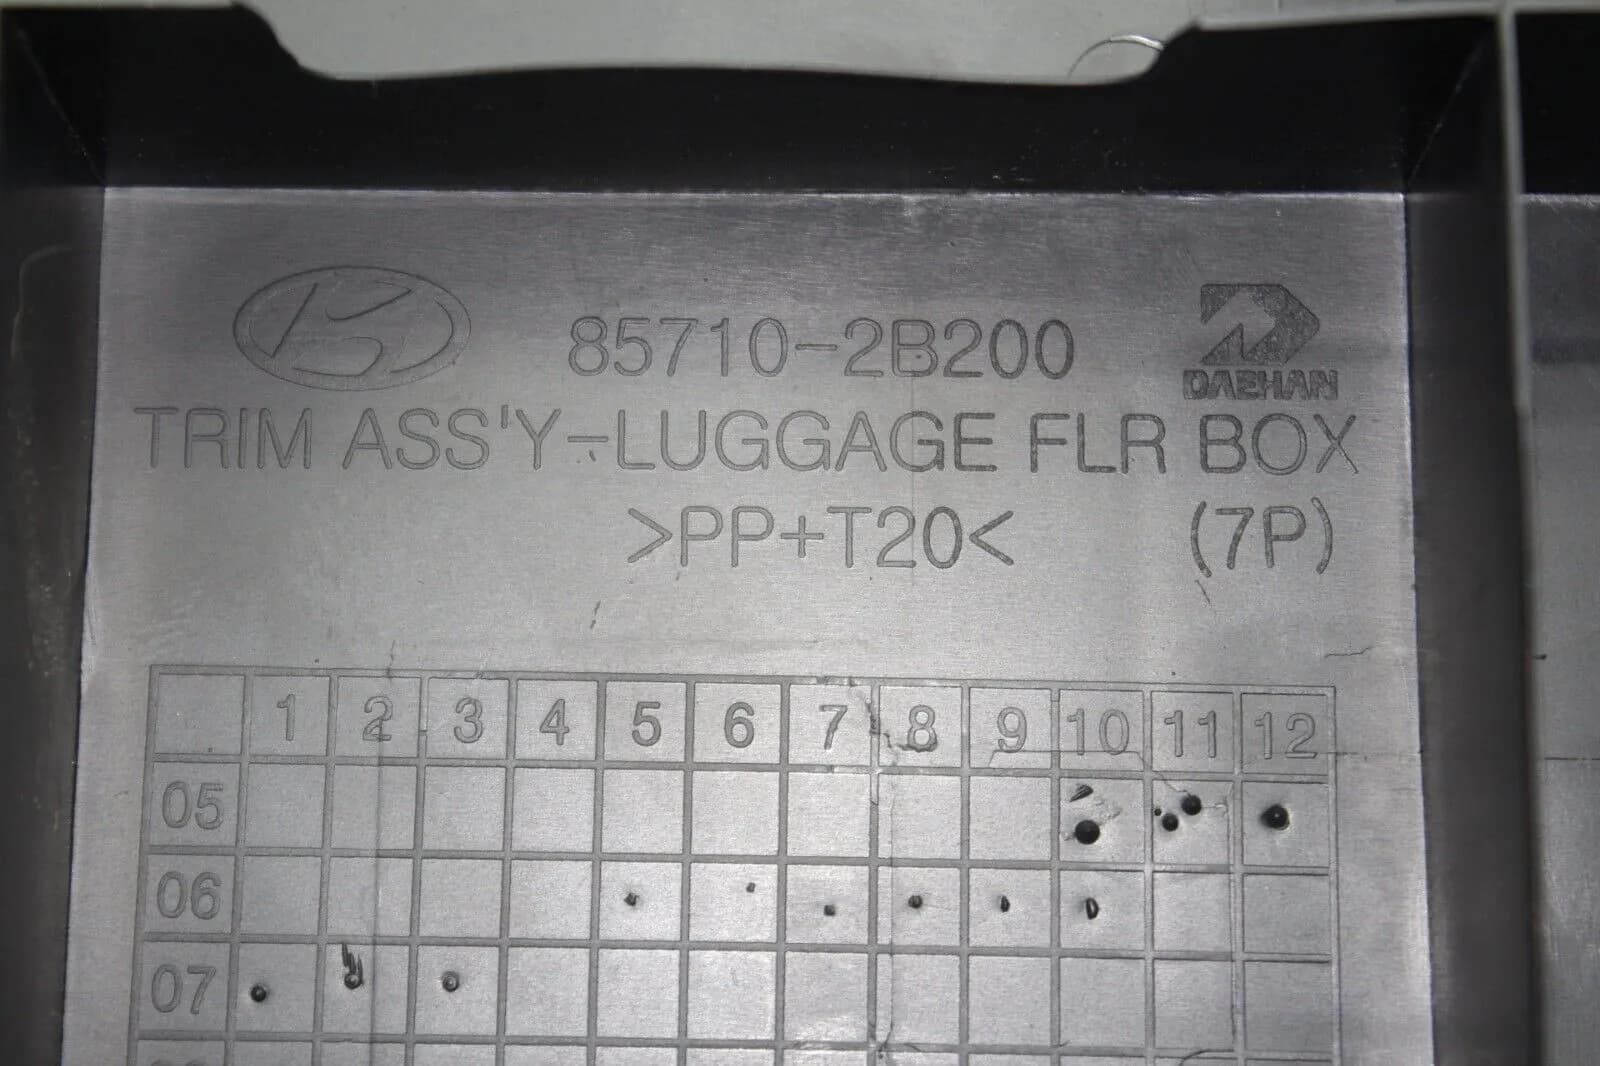 85710-2B200
DAEHAN
TRIM ASS'Y-LUGGAGE FLR BOX
>PP+T20< (7P)
1 2 3 4 5 6 7 8 9 10 11 12
05
06
07